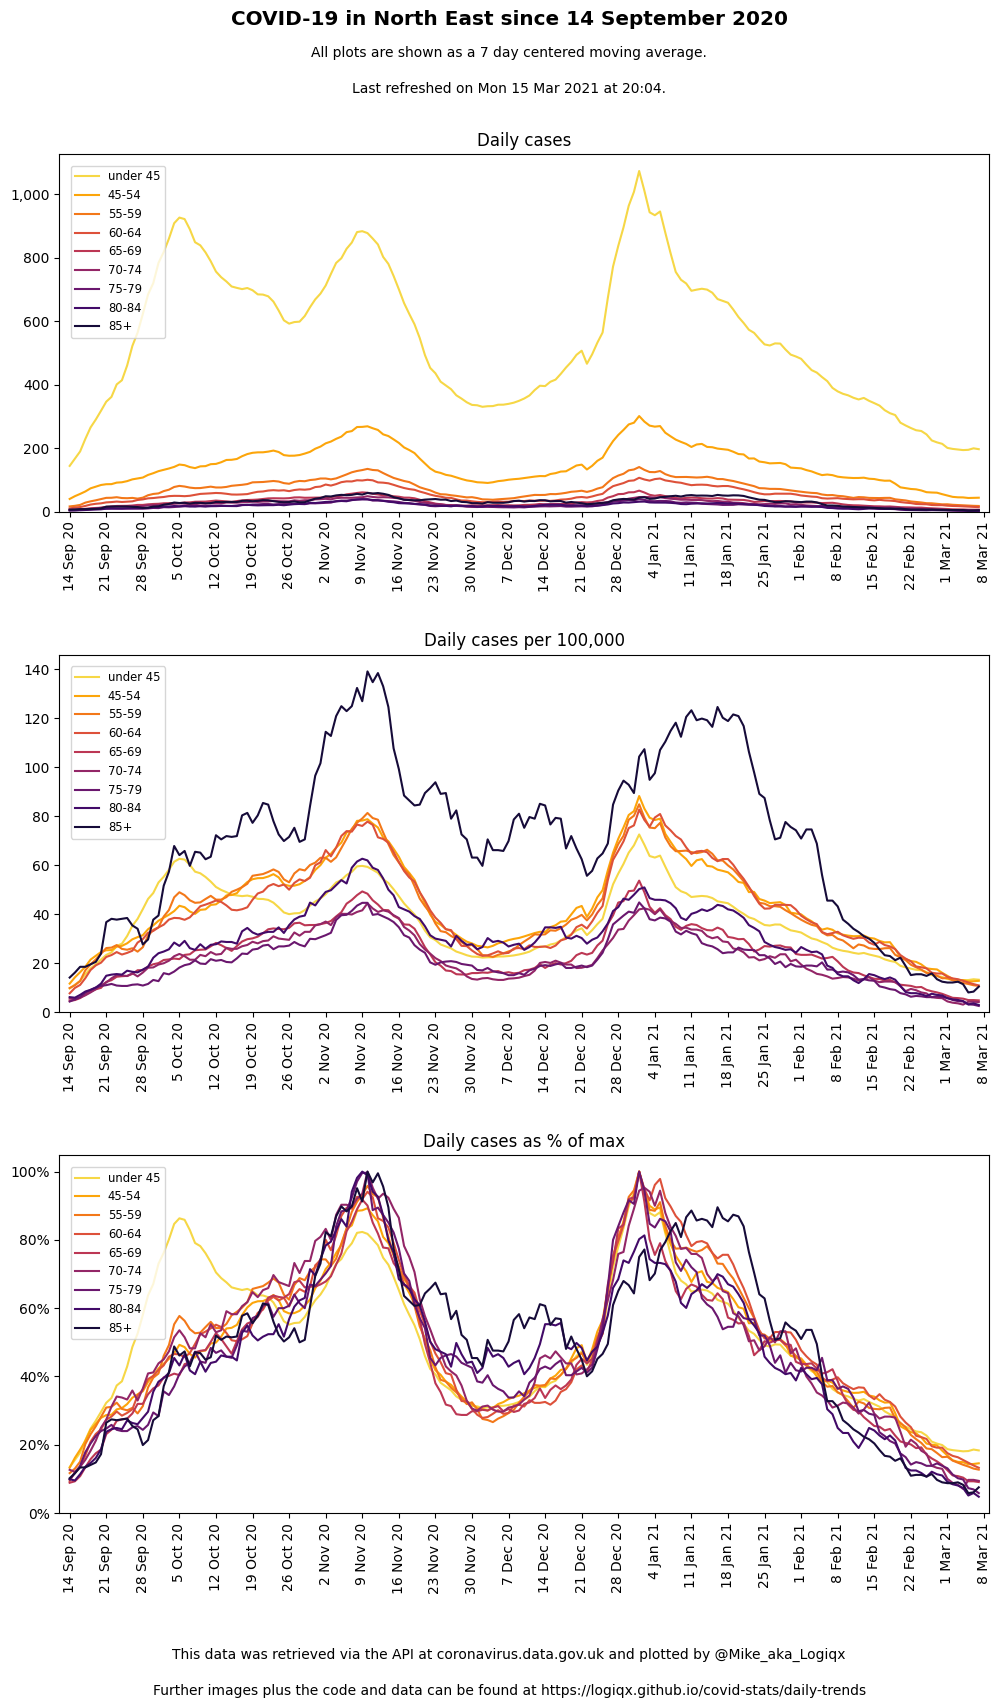 COVID-19 in North East since 14 September 2020
All plots are shown as a 7 day centered moving average.
Last refreshed on Mon 15 Mar 2021 at 20:04.
Daily cases
under 45
45-54
55-59
60-64
65-69
70-74
75-79
80-84
85+
1,000
800
600
400
200
0
14 Sep 20
21 Sep 20
28 Sep 20
5 Oct 20
12 Oct 20
19 Oct 20
26 Oct 20
2 Nov 20
9 Nov 20
16 Nov 20
23 Nov 20
30 Nov 20
7 Dec 20
14 Dec 20
21 Dec 20
28 Dec 20
4 Jan 21
11 Jan 21
18 Jan 21
25 Jan 21
1 Feb 21
8 Feb 21
15 Feb 21
22 Feb 21
1 Mar 21
8 Mar 21
Daily cases per 100,000
under 45
45-54
55-59
60-64
65-69
70-74
75-79
80-84
85+
140
120
100
80
60
40
20
0
14 Sep 20
21 Sep 20
28 Sep 20
5 Oct 20
12 Oct 20
19 Oct 20
26 Oct 20
2 Nov 20
9 Nov 20
16 Nov 20
23 Nov 20
30 Nov 20
7 Dec 20
14 Dec 20
21 Dec 20
28 Dec 20
4 Jan 21
11 Jan 21
18 Jan 21
25 Jan 21
1 Feb 21
8 Feb 21
15 Feb 21
22 Feb 21
1 Mar 21
8 Mar 21
Daily cases as % of max
under 45
45-54
55-59
60-64
65-69
70-74
75-79
80-84
85+
100%
80%
60%
40%
20%
0%
14 Sep 20
21 Sep 20
28 Sep 20
5 Oct 20
12 Oct 20
19 Oct 20
26 Oct 20
2 Nov 20
9 Nov 20
16 Nov 20
23 Nov 20
30 Nov 20
7 Dec 20
14 Dec 20
21 Dec 20
28 Dec 20
4 Jan 21
11 Jan 21
18 Jan 21
25 Jan 21
1 Feb 21
8 Feb 21
15 Feb 21
22 Feb 21
1 Mar 21
8 Mar 21
This data was retrieved via the API at coronavirus.data.gov.uk and plotted by @Mike_aka_Logiqx
Further images plus the code and data can be found at https://logiqx.github.io/covid-stats/daily-trends